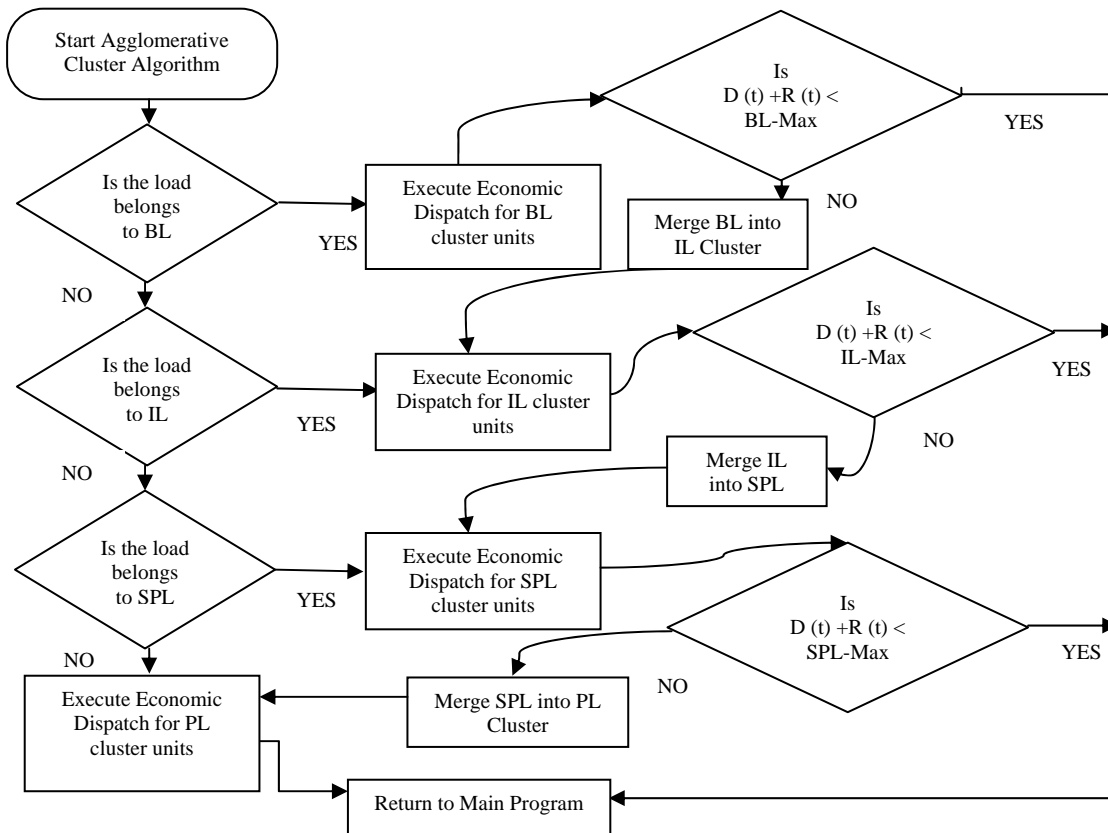 Start Agglomerative
Cluster Algorithm
Is
D (t) +R (t) <
BL-Max
YES
Is the load
belongs
to BL
YES
Execute Economic
Dispatch for BL
cluster units
NO
Merge BL into
IL Cluster
NO
Is the load
belongs
to IL
YES
Execute Economic
Dispatch for IL cluster
units
Is
D (t) +R (t) <
IL-Max
YES
NO
Merge IL
into SPL
NO
Is the load
belongs
to SPL
YES
Execute Economic
Dispatch for SPL
cluster units
Is
D (t) +R (t) <
SPL-Max
YES
NO
NO
Execute Economic
Dispatch for PL
cluster units
Merge SPL into PL
Cluster
Return to Main Program